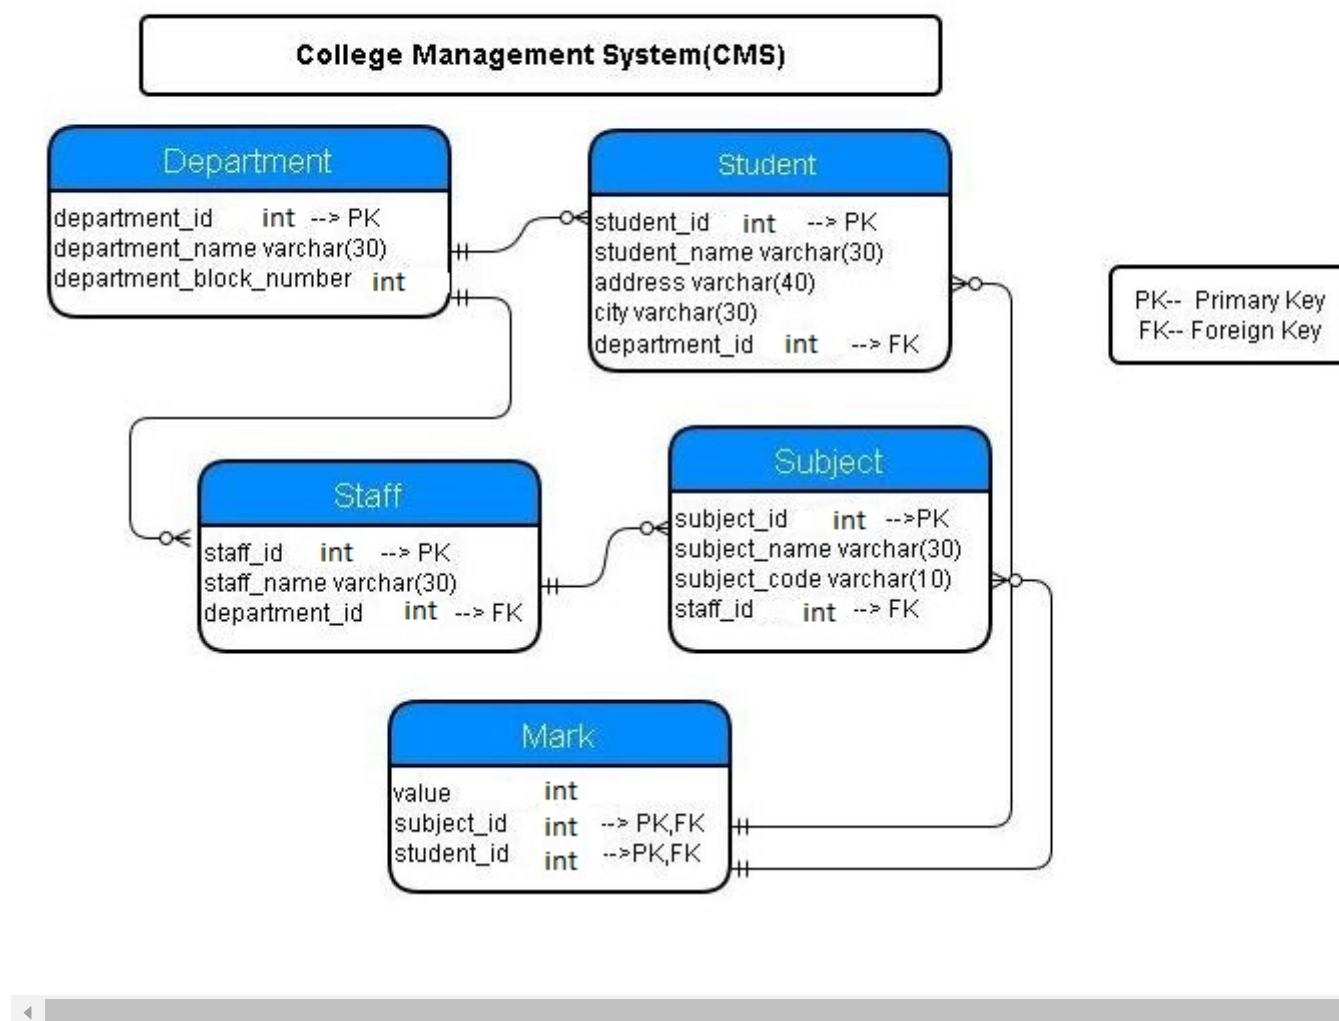 College Management System(CMS)
Department
department_id int --> PK
department_name varchar(30)
department_block_number int
Student
student_id int --> PK
student_name varchar(30)
address varchar(40)
city varchar(30)
department_id int --> FK
PK-- Primary Key
FK-- Foreign Key
Staff
staff_id int --> PK
staff_name varchar(30)
department_id int --> FK
Subject
subject_id int -->PK
subject_name varchar(30)
subject_code varchar(10)
staff_id int --> FK
Mark
value int
subject_id int --> PK,FK
student_id int -->PK,FK